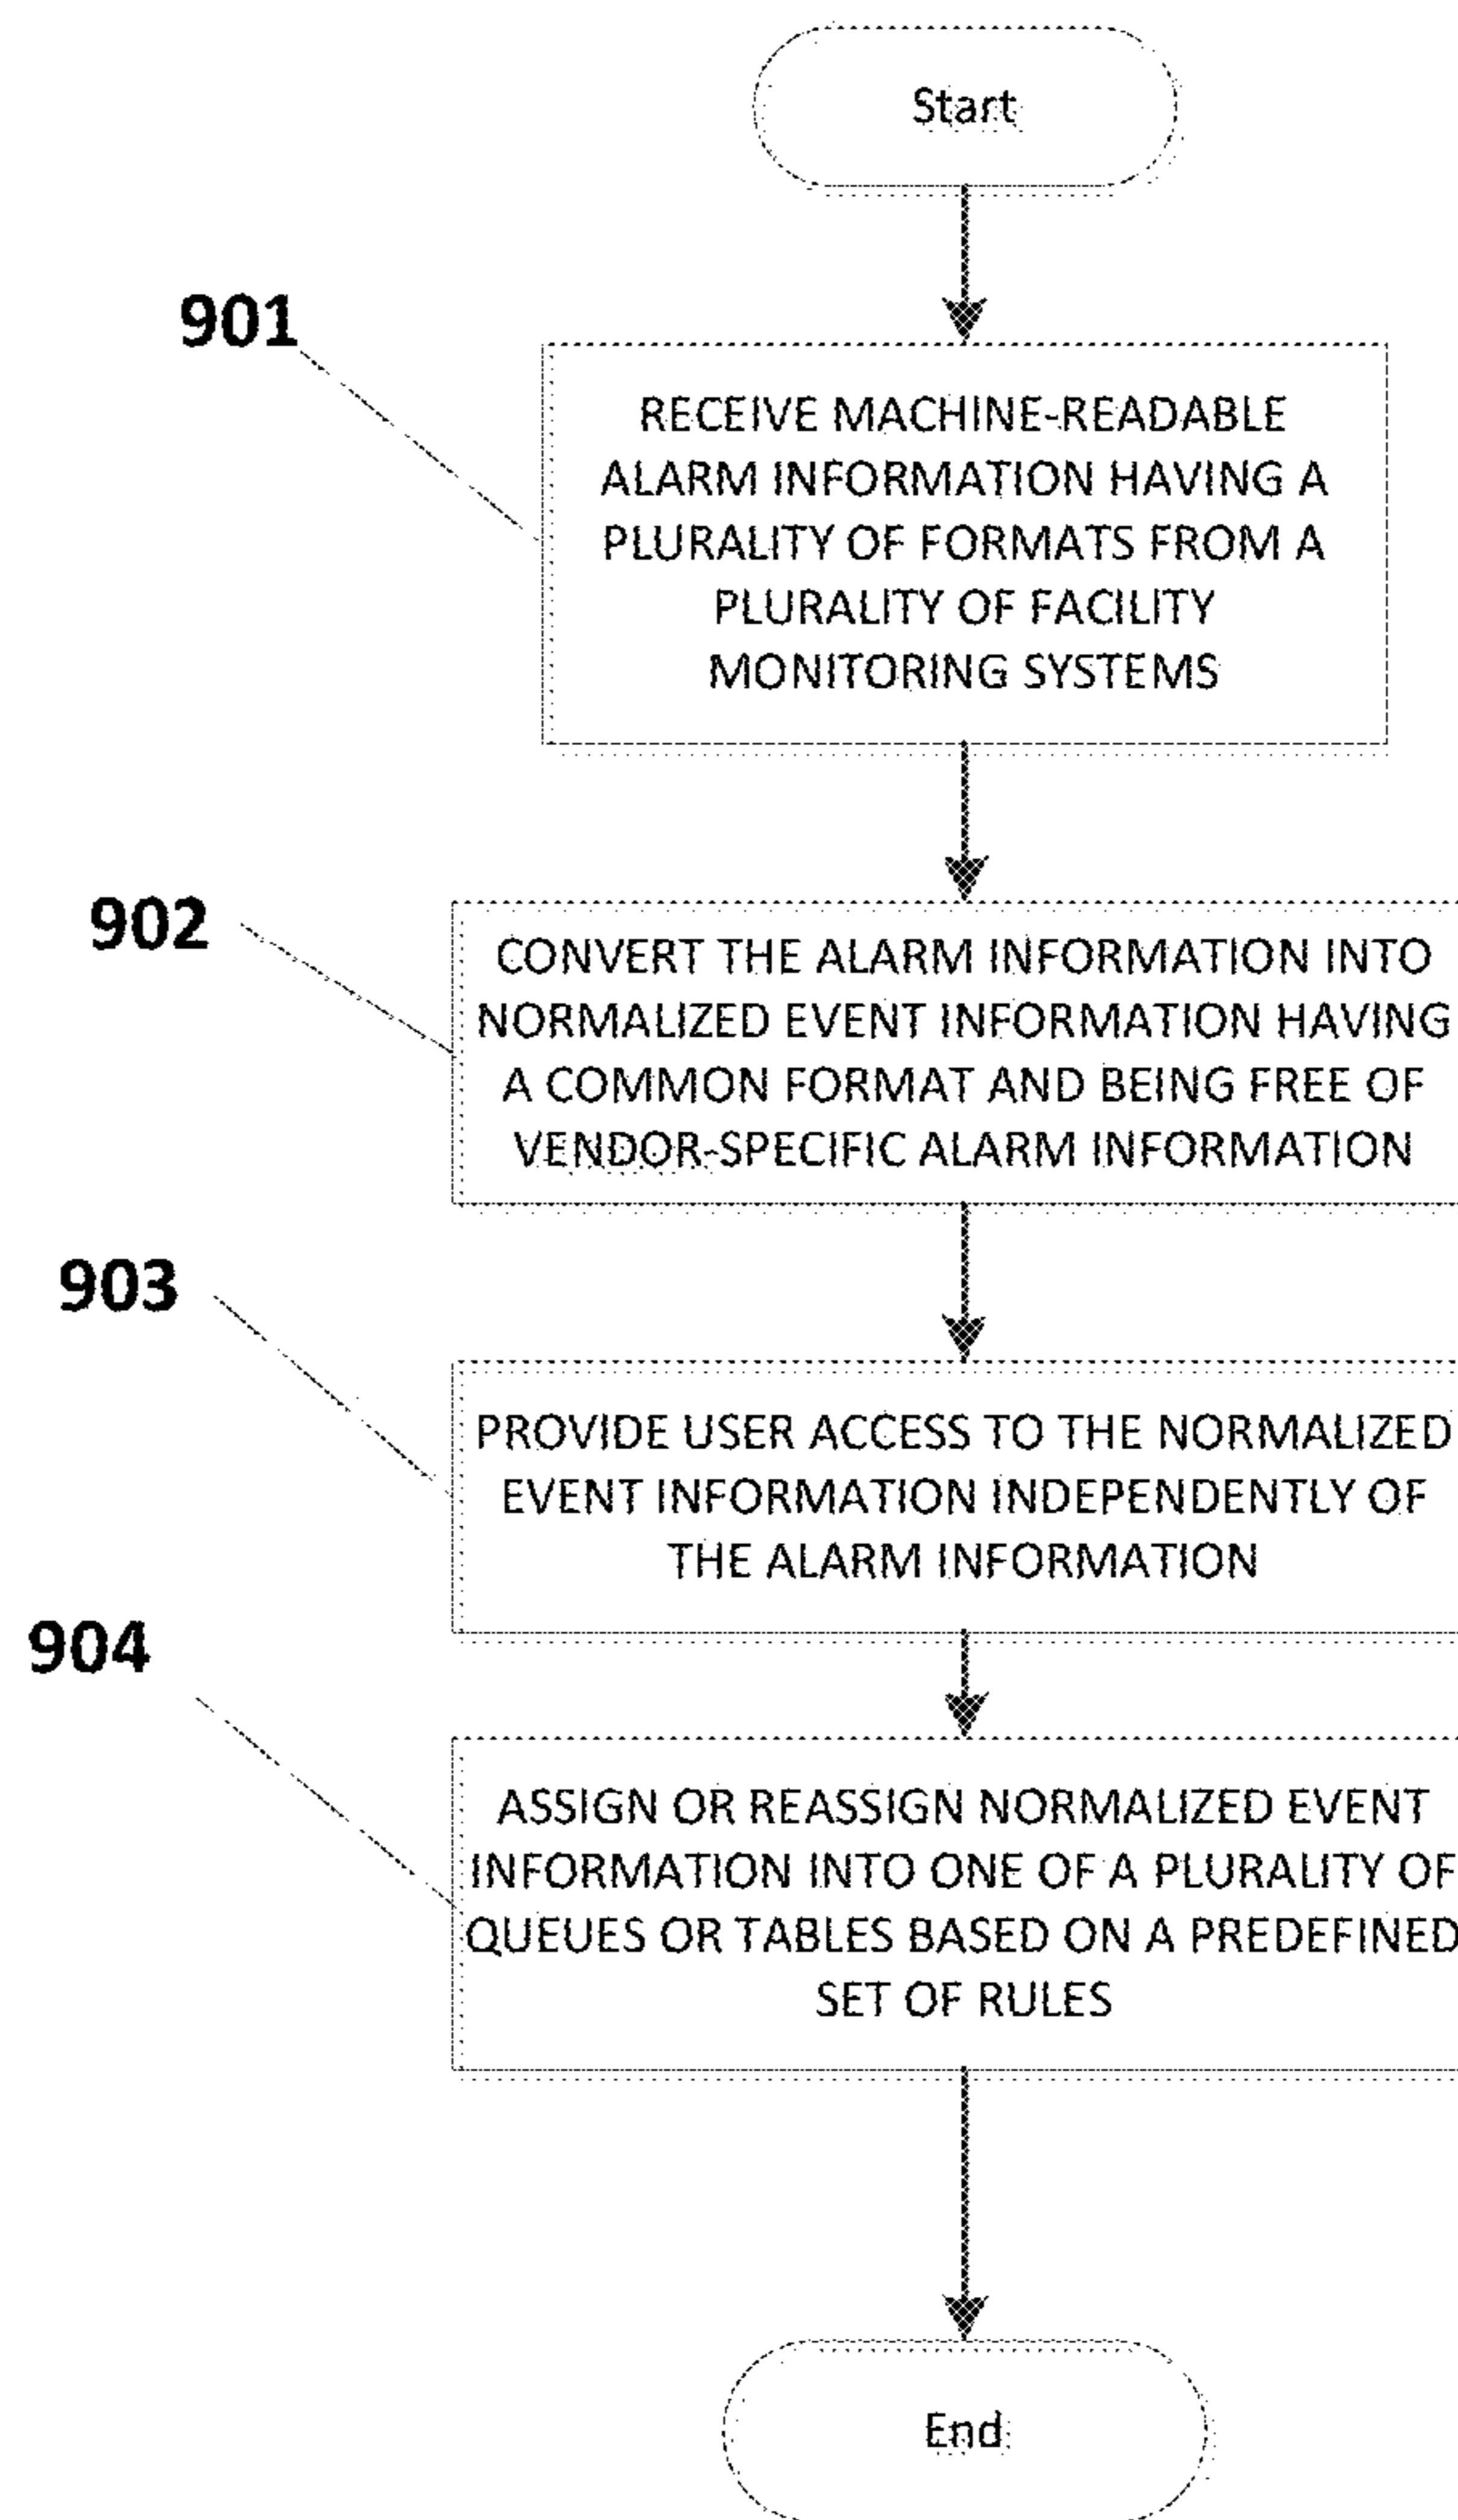 Start
901
RECEIVE MACHINE-READABLE
ALARM INFORMATION HAVING A
PLURALITY OF FORMATS FROM A
PLURALITY OF FACILITY
MONITORING SYSTEMS
902
CONVERT THE ALARM INFORMATION INTO
NORMALIZED EVENT INFORMATION HAVING
A COMMON FORMAT AND BEING FREE OF
VENDOR-SPECIFIC ALARM INFORMATION
903
PROVIDE USER ACCESS TO THE NORMALIZED
EVENT INFORMATION INDEPENDENTLY OF
THE ALARM INFORMATION
904
ASSIGN OR REASSIGN NORMALIZED EVENT
INFORMATION INTO ONE OF A PLURALITY OF
QUEUES OR TABLES BASED ON A PREDEFINED
SET OF RULES
End